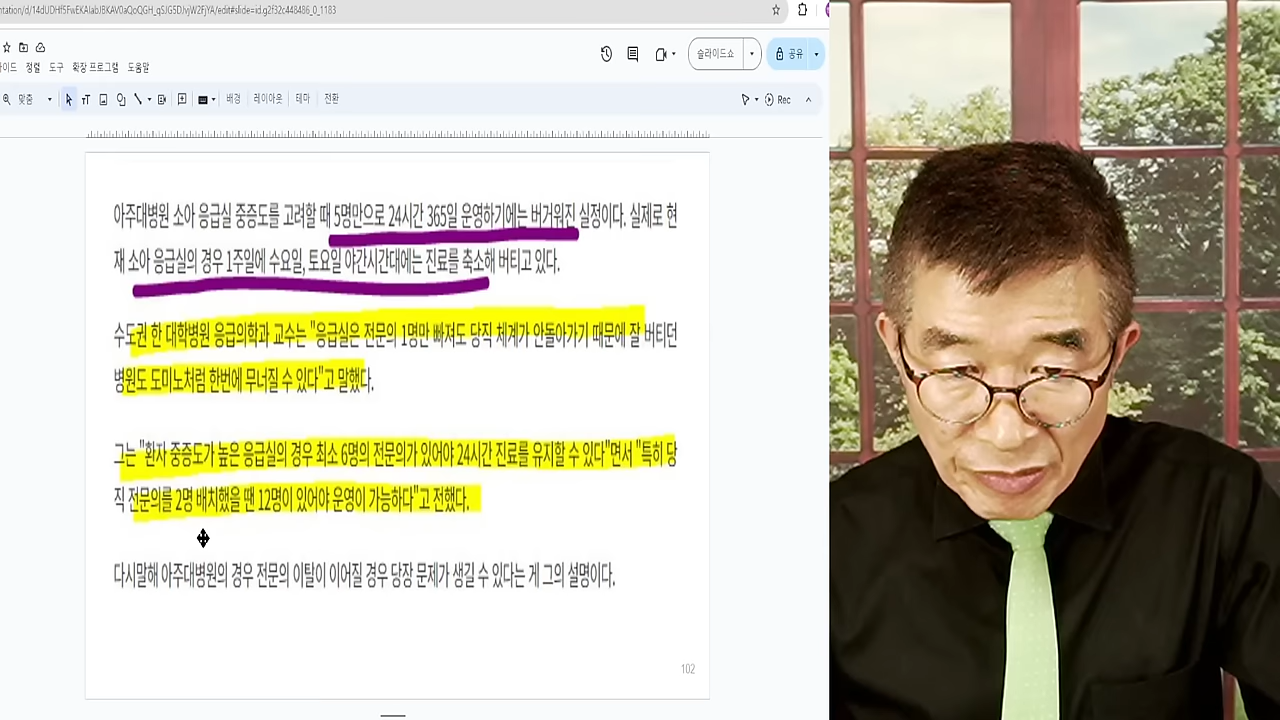 ntation/d/14dUDHf5FwEKAlabJBKAV0aQoQGH_qSJG5DJvjW2FjYA/edit#slide=id.g2f32c448486_0_1183
라이드 정렬 도구 확장 프로그램 도움말
슬라이드쇼 공유
맞춤 배경 레이아웃 테마 전환 Rec
아주대병원 소아 응급실 중증도를 고려할 때 5명만으로 24시간 365일 운영하기에는 버거워진 실정이다. 실제로 현
재 소아 응급실의 경우 1주일에 수요일, 토요일 야간시간대에는 진료를 축소해 버티고 있다.
수도권 한 대학병원 응급의학과 교수는 "응급실은 전문의 1명만 빠져도 당직 체계가 안돌아가기 때문에 잘 버티던
병원도 도미노처럼 한번에 무너질 수 있다"고 말했다.
그는 "환자 중증도가 높은 응급실의 경우 최소 6명의 전문의가 있어야 24시간 진료를 유지할 수 있다"면서 "특히 당
직 전문의를 2명 배치했을 땐 12명이 있어야 운영이 가능하다"고 전했다.
다시말해 아주대병원의 경우 전문의 이탈이 이어질 경우 당장 문제가 생길 수 있다는 게 그의 설명이다.
102